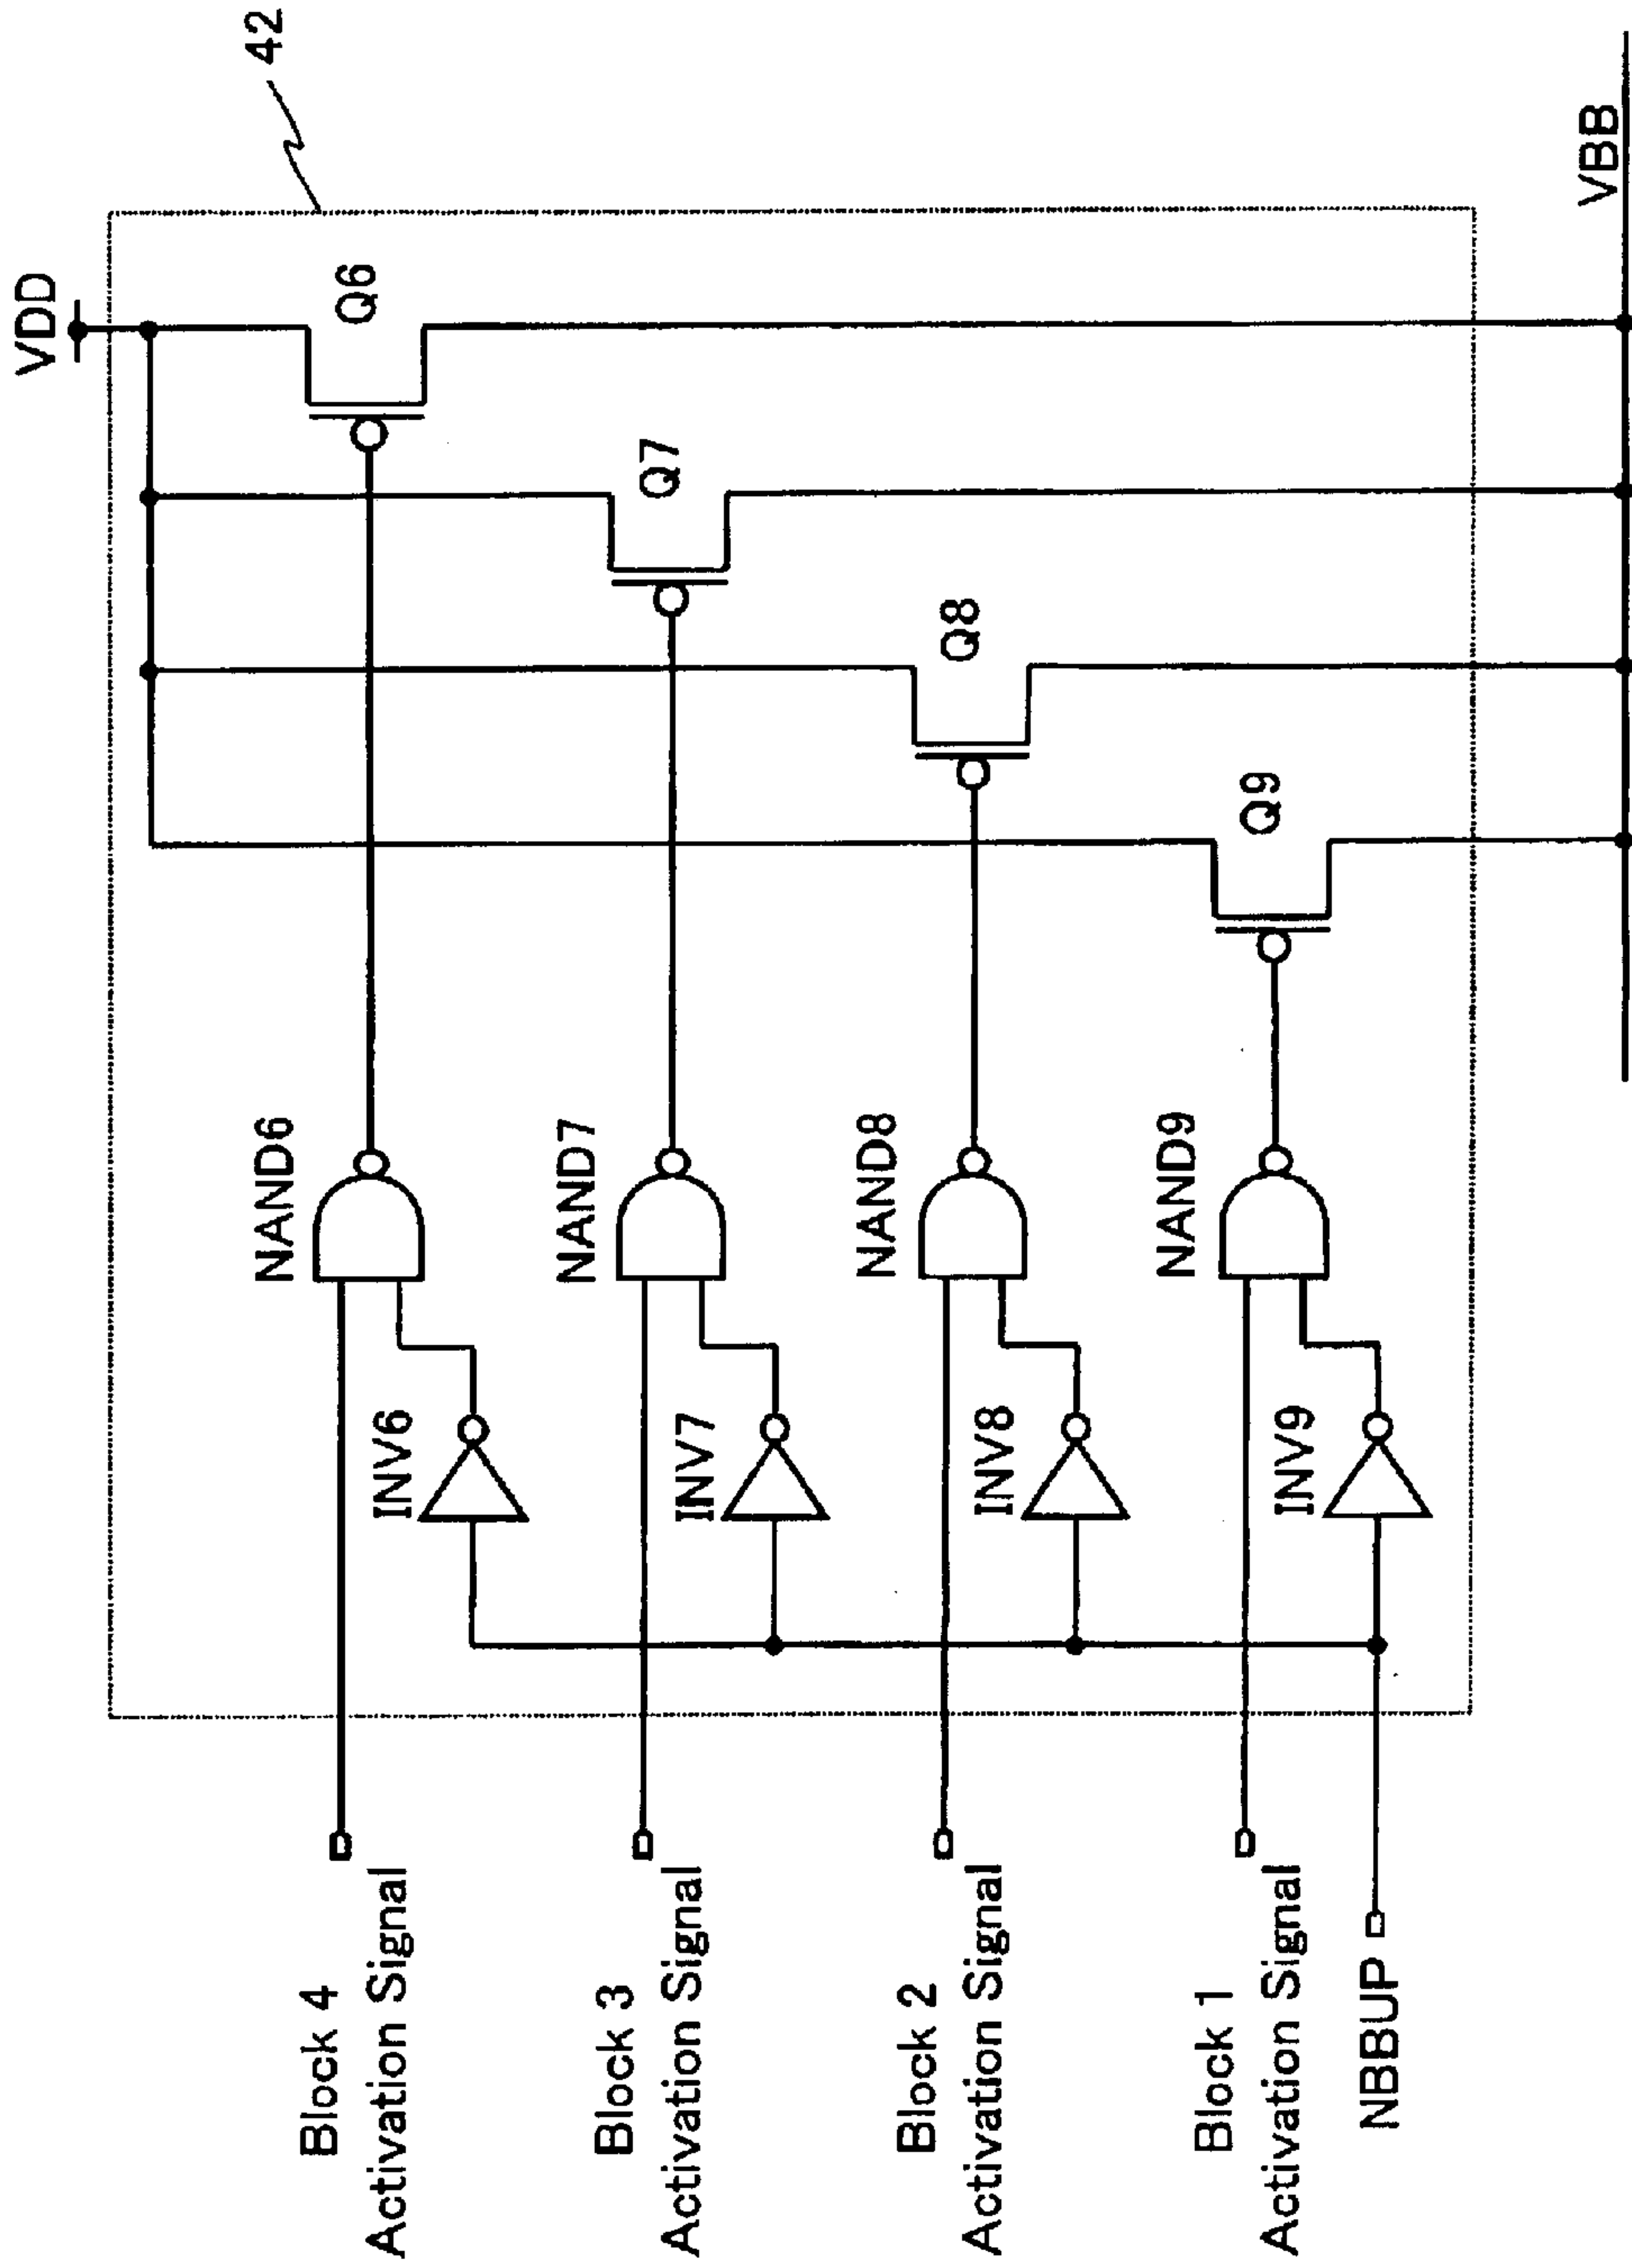 VDD
42
Q6
Q7
Q8
Q9
VBB
NAND6
NAND7
NAND8
NAND9
INV6
INV7
INV8
INV9
Block 4
Activation Signal
Block 3
Activation Signal
Block 2
Activation Signal
Block 1
Activation Signal
NBBUP